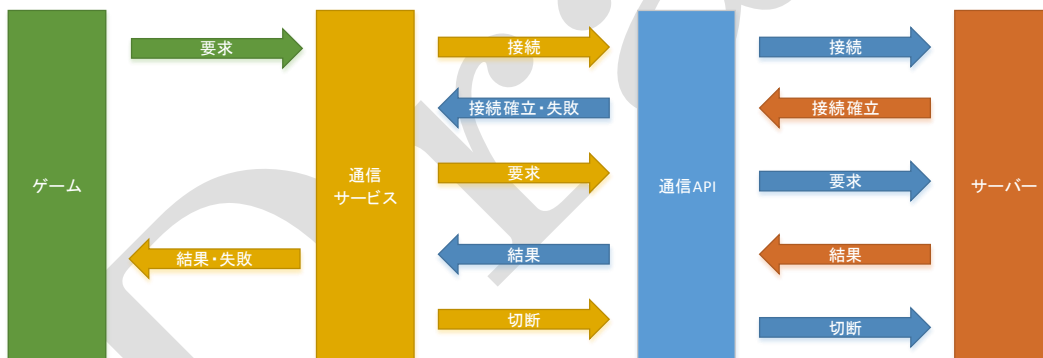 要求
接続
接続
接続確立・失敗
接続確立
ゲーム
通信
サービス
要求
通信API
要求
サーバー
結果・失敗
結果
結果
切断
切断